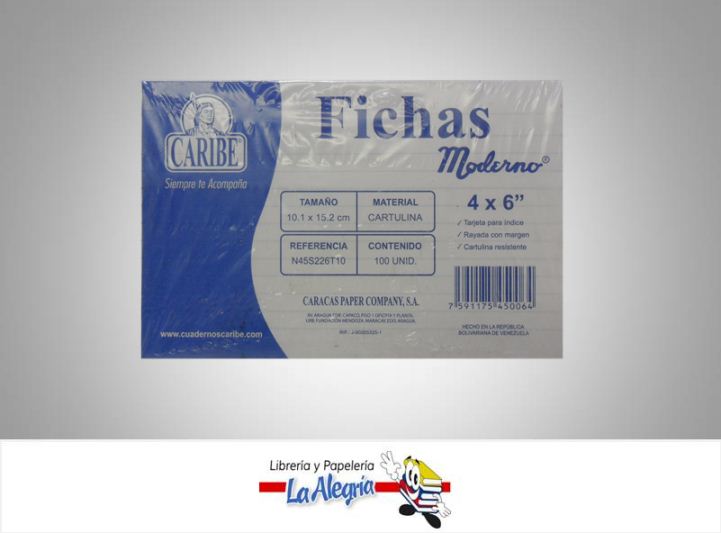 Fichas
Moderno®
CARIBE
Siempre te Acompaña
TAMAÑO
10.1 x 15.2 cm
MATERIAL
CARTULINA
REFERENCIA
N45S226T10
CONTENIDO
100 UNID.
4 x 6”
✓ Tarjeta para índice
✓ Rayada con margen
✓ Cartulina resistente
CARACAS PAPER COMPANY, S.A.
7 591175 450064
HECHO EN LA REPÚBLICA
BOLIVARIANA DE VENEZUELA
www.cuadernoscaribe.com
Librería y Papelería
La Alegría